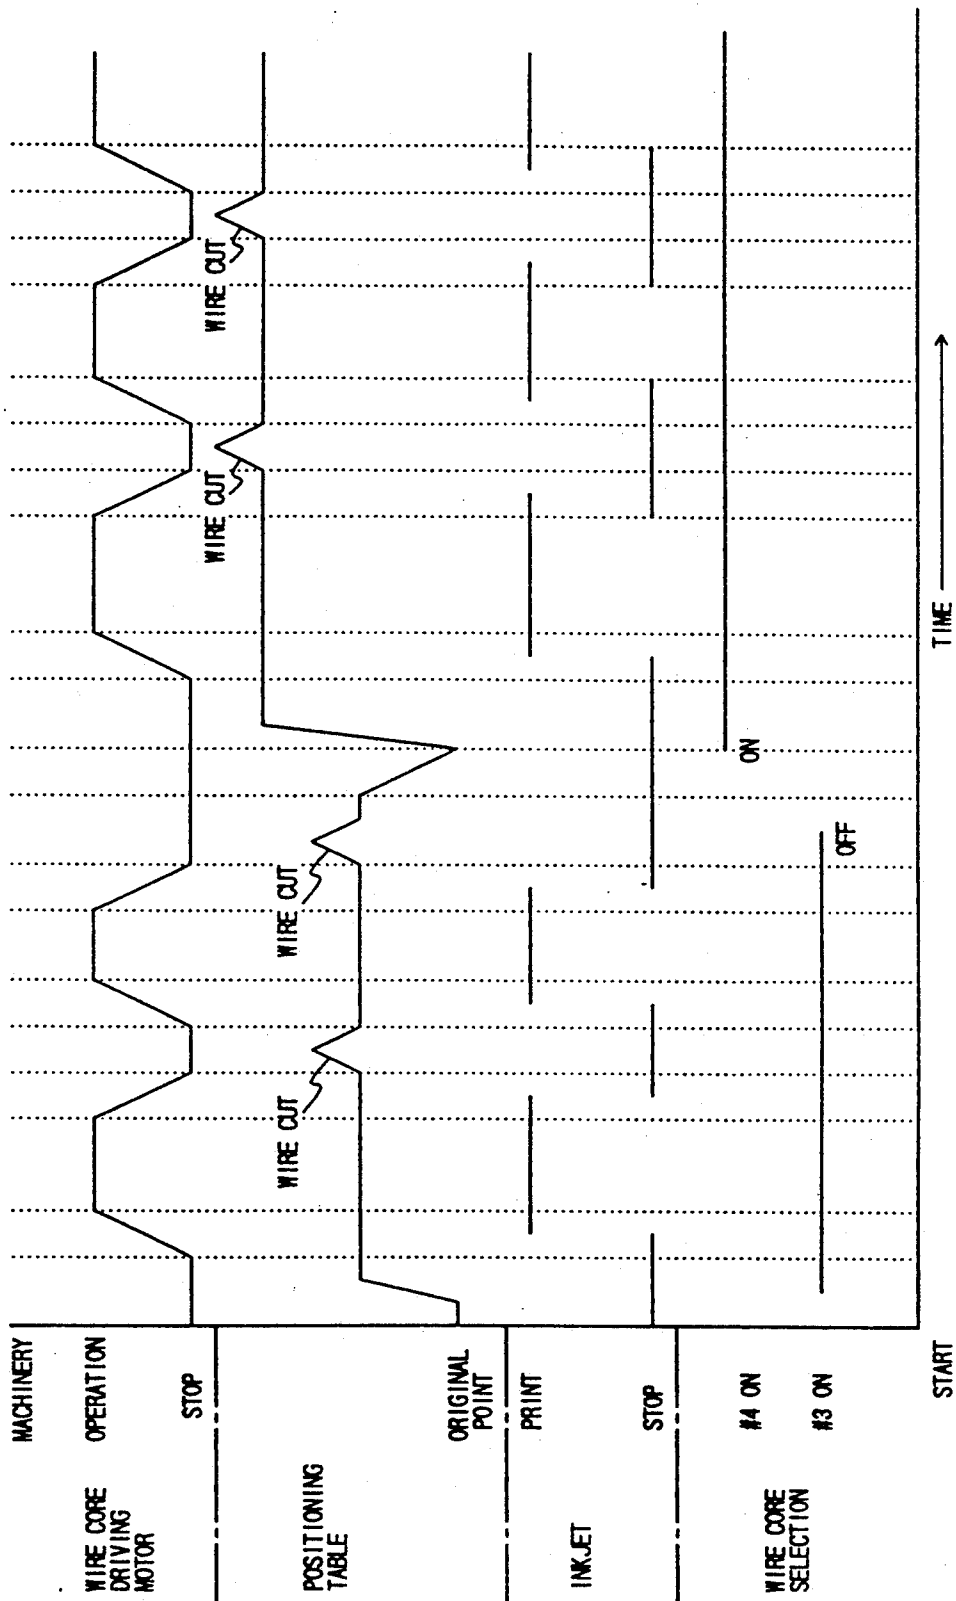 MACHINERY
WIRE CORE
DRIVING
MOTOR
OPERATION
STOP
POSITIONING
TABLE
ORIGINAL
POINT
WIRE CUT
WIRE CUT
WIRE CUT
WIRE CUT
INKJET
PRINT
STOP
WIRE CORE
SELECTION
#4 ON
#3 ON
ON
OFF
START
TIME